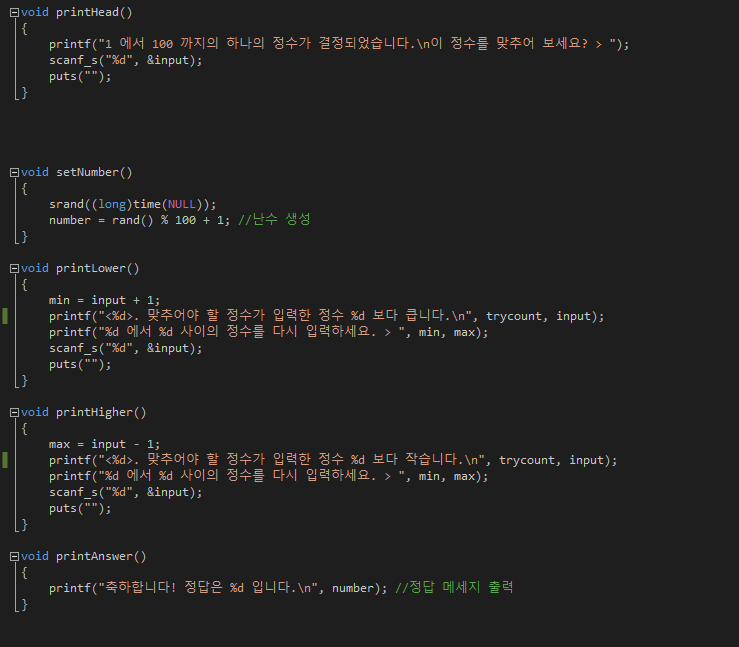 void printHead()
{
printf("1 에서 100 까지의 하나의 정수가 결정되었습니다.\n이 정수를 맞추어 보세요? > ");
scanf_s("%d", &input);
puts("");
}
void setNumber()
{
srand((long)time(NULL));
number = rand() % 100 + 1; //난수 생성
}
void printLower()
{
min = input + 1;
printf("<%d>. 맞추어야 할 정수가 입력한 정수 %d 보다 큽니다.\n", trycount, input);
printf("%d 에서 %d 사이의 정수를 다시 입력하세요. > ", min, max);
scanf_s("%d", &input);
puts("");
}
void printHigher()
{
max = input - 1;
printf("<%d>. 맞추어야 할 정수가 입력한 정수 %d 보다 작습니다.\n", trycount, input);
printf("%d 에서 %d 사이의 정수를 다시 입력하세요. > ", min, max);
scanf_s("%d", &input);
puts("");
}
void printAnswer()
{
printf("축하합니다! 정답은 %d 입니다.\n", number); //정답 메세지 출력
}